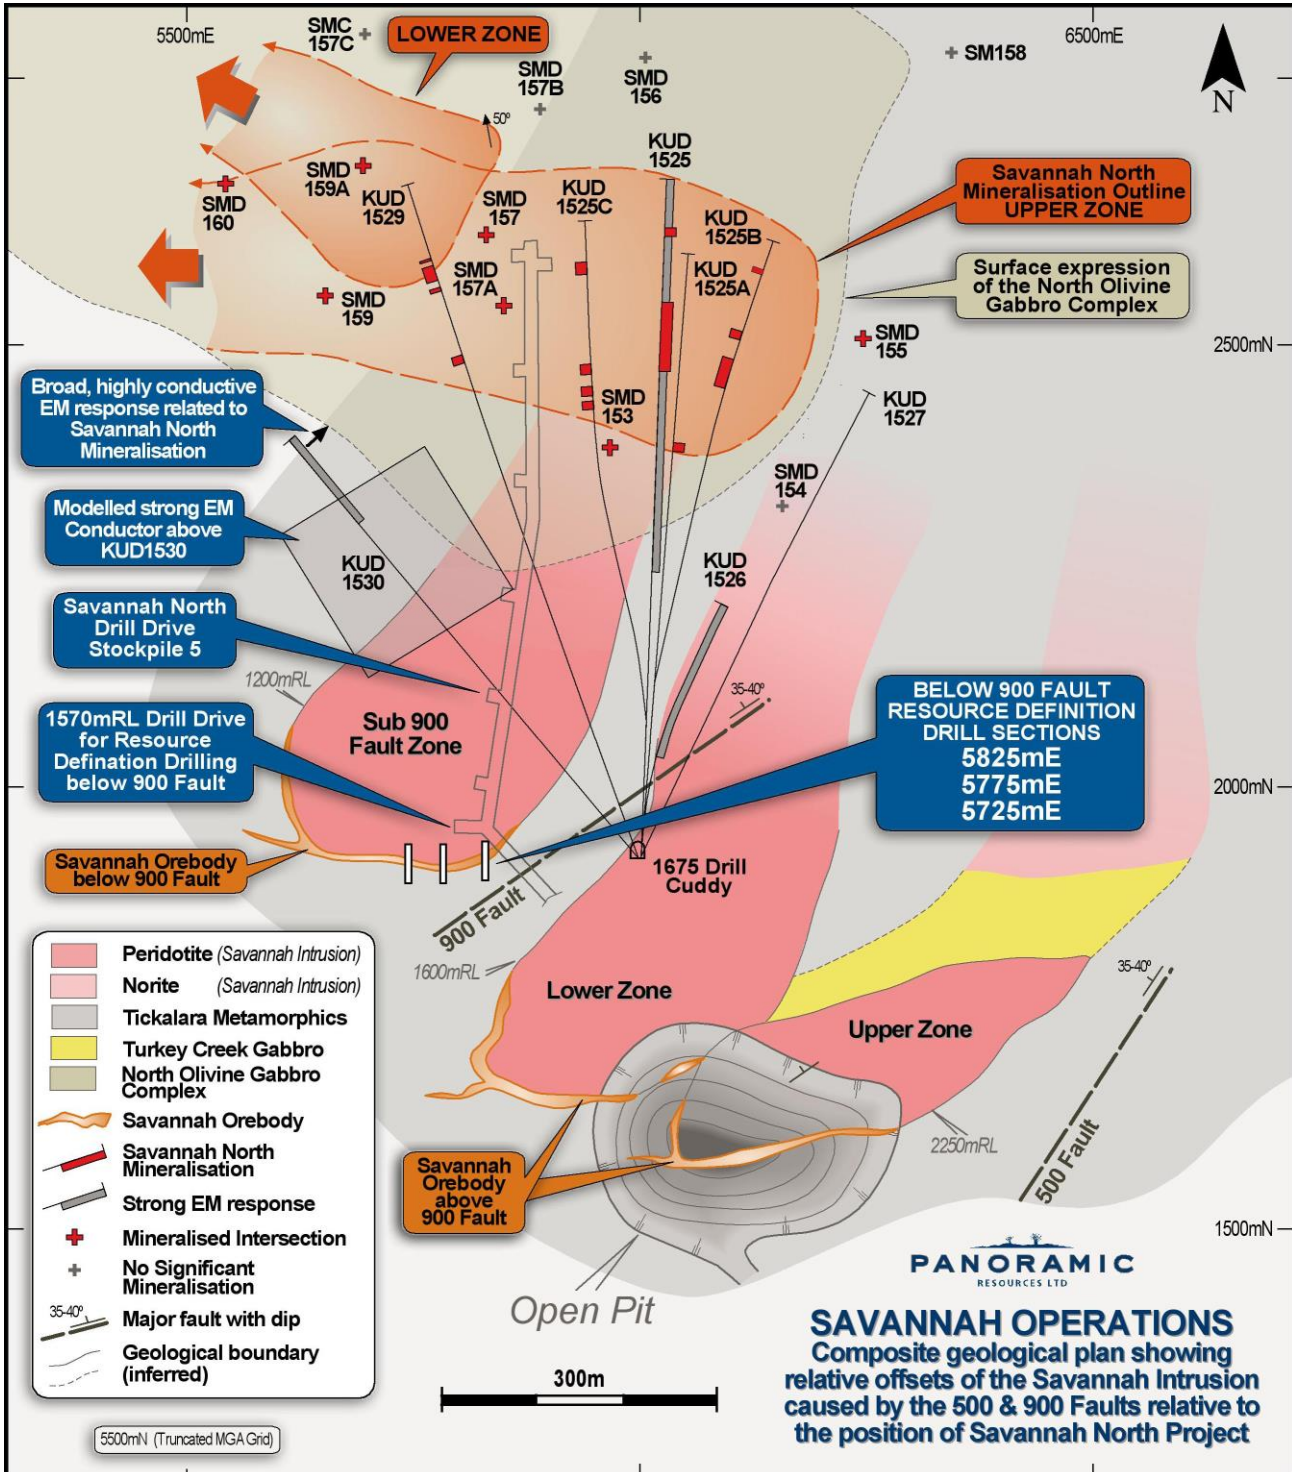 5500mE
6500mE
SMC
157C
LOWER ZONE
SMD
157B
SMD
156
SM158
N
50°
KUD
1525
SMD
159A
SMD
160
KUD
1529
SMD
157
KUD
1525C
KUD
1525B
Savannah North
Mineralisation Outline
UPPER ZONE
SMD
157A
KUD
1525A
Surface expression
of the North Olivine
Gabbro Complex
SMD
159
SMD
155
2500mN
Broad, highly conductive
EM response related to
Savannah North
Mineralisation
SMD
153
KUD
1527
SMD
154
Modelled strong EM
Conductor above
KUD1530
KUD
1530
KUD
1526
Savannah North
Drill Drive
Stockpile 5
1200mRL
35-40°
BELOW 900 FAULT
RESOURCE DEFINITION
DRILL SECTIONS
5825mE
5775mE
5725mE
1570mRL Drill Drive
for Resource
Defination Drilling
below 900 Fault
Sub 900
Fault Zone
2000mN
Savannah Orebody
below 900 Fault
1675 Drill
Cuddy
900 Fault
1600mRL
Lower Zone
Upper Zone
35-40°
500 Fault
2250mRL
Peridotite (Savannah Intrusion)
Norite (Savannah Intrusion)
Tickalara Metamorphics
Turkey Creek Gabbro
North Olivine Gabbro
Complex
Savannah Orebody
Savannah North
Mineralisation
Strong EM response
Mineralised Intersection
No Significant
Mineralisation
35-40°
Major fault with dip
Geological boundary
(inferred)
Savannah
Orebody
above
900 Fault
1500mN
Open Pit
300m
5500mN (Truncated MGA Grid)
PANORAMIC
RESOURCES LTD
SAVANNAH OPERATIONS
Composite geological plan showing
relative offsets of the Savannah Intrusion
caused by the 500 & 900 Faults relative to
the position of Savannah North Project